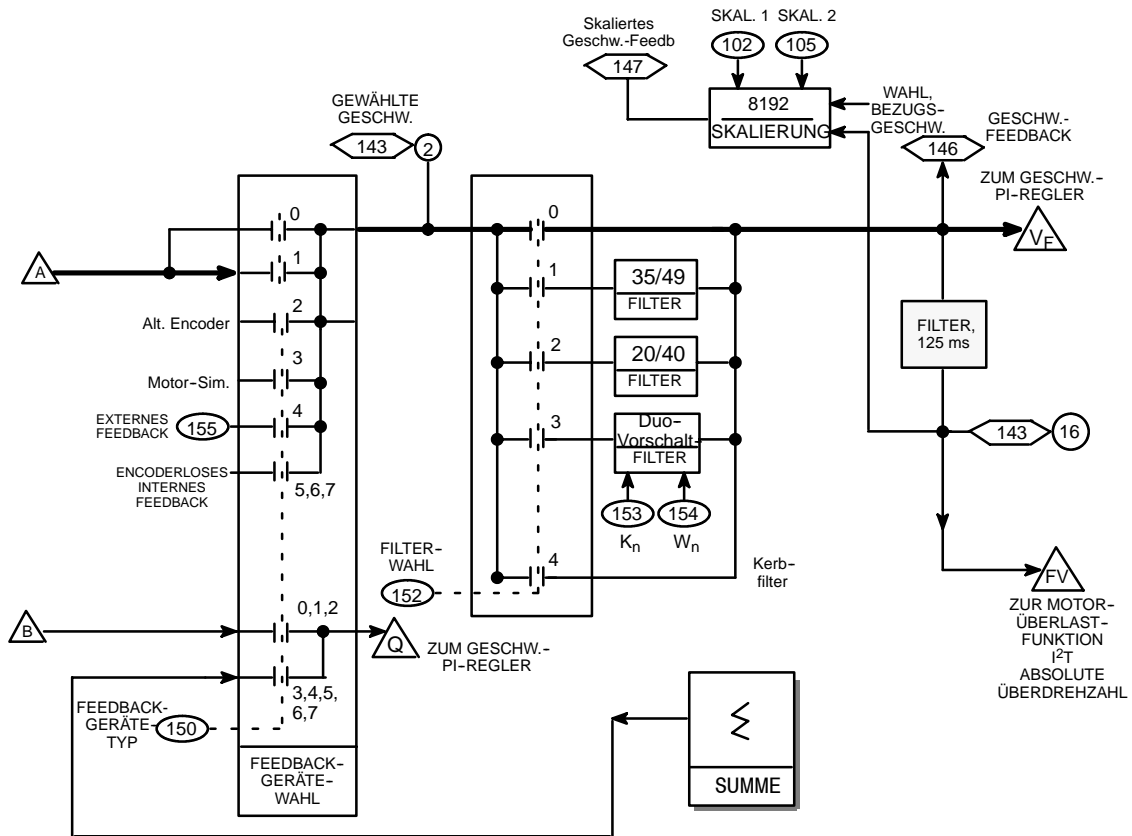 Skaliertes
Geschw.-Feedb
147
SKAL. 1
102
SKAL. 2
105
8192
SKALIERUNG
WAHL,
BEZUGS-
GESCHW.
GESCHW.-
FEEDBACK
146
ZUM GESCHW.-
PI-REGLER
VF
GEWÄHLTE
GESCHW.
143
2
A
0
1
Alt. Encoder
2
Motor-Sim.
3
EXTERNES
FEEDBACK
155
4
ENCODERLOSES
INTERNES
FEEDBACK
5,6,7
0
1
35/49
FILTER
2
20/40
FILTER
3
Duo-
Vorschalt-
FILTER
153
Kn
154
Wn
4
Kerb-
filter
FILTER-
WAHL
152
FILTER,
125 ms
143
16
FV
ZUR MOTOR-
ÜBERLAST-
FUNKTION
I²T
ABSOLUTE
ÜBERDREHZAHL
B
0,1,2
Q
ZUM GESCHW.-
PI-REGLER
3,4,5,
6,7
FEEDBACK-
GERÄTE-
TYP
150
FEEDBACK-
GERÄTE-
WAHL
SUMME